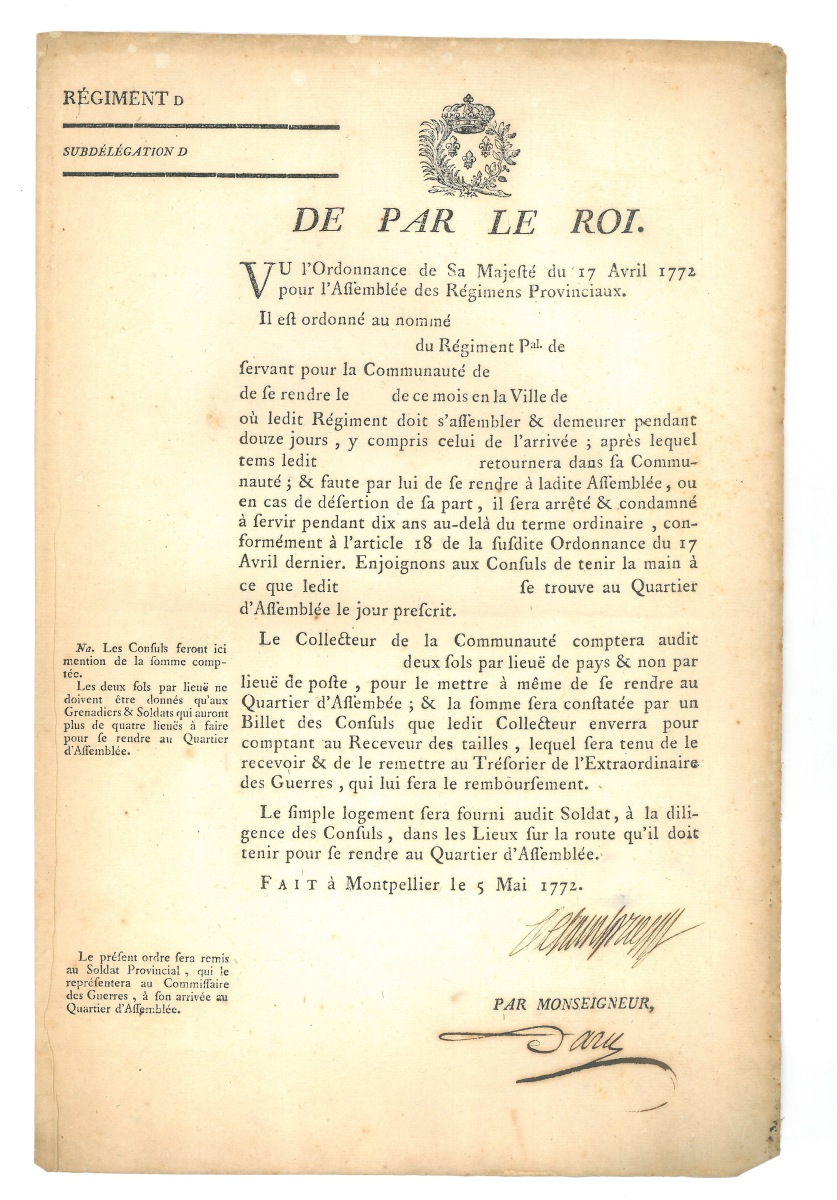 RÉGIMENT D
SUBDÉLÉGATION D
DE PAR LE ROI.
VU l'Ordonnance de Sa Majeſté du 17 Avril 1772
pour l'Aſſemblée des Régimens Provinciaux.
Il eſt ordonné au nommé
du Régiment Pal. de
ſervant pour la Communauté de
de ſe rendre le de ce mois en la Ville de
où ledit Régiment doit s'aſſembler & demeurer pendant
douze jours, y compris celui de l'arrivée ; après lequel
tems ledit retournera dans ſa Commu-
nauté ; & faute par lui de ſe rendre à ladite Aſſemblée, ou
en cas de déſertion de ſa part, il ſera arrêté & condamné
à ſervir pendant dix ans au-delà du terme ordinaire, con-
formément à l'article 18 de la ſuſdite Ordonnance du 17
Avril dernier. Enjoignons aux Conſuls de tenir la main à
ce que ledit ſe trouve au Quartier
d'Aſſemblée le jour preſcrit.
Le Collecteur de la Communauté comptera audit
deux ſols par lieuë de pays & non par
lieuë de poſte, pour le mettre à même de ſe rendre au
Quartier d'Aſſembée ; & la ſomme ſera conſtatée par un
Billet des Conſuls que ledit Collecteur enverra pour
comptant au Receveur des tailles, lequel ſera tenu de le
recevoir & de le remettre au Tréſorier de l'Extraordinaire
des Guerres, qui lui fera le rembourſement.
Le ſimple logement ſera fourni audit Soldat, à la dili-
gence des Conſuls, dans les Lieux ſur la route qu'il doit
tenir pour ſe rendre au Quartier d'Aſſemblée.
FAIT à Montpellier le 5 Mai 1772.
PAR MONSEIGNEUR,
Daru
Na. Les Conſuls feront ici
mention de la ſomme comp-
tée.
Les deux ſols par lieuë ne
doivent être donnés qu'aux
Grenadiers & Soldats qui auront
plus de quatre lieuës à faire
pour ſe rendre au Quartier
d'Aſſemblée.
Le préſent ordre ſera remis
au Soldat Provincial, qui le
repréſentera au Commiſſaire
des Guerres, à ſon arrivée au
Quartier d'Aſſemblée.